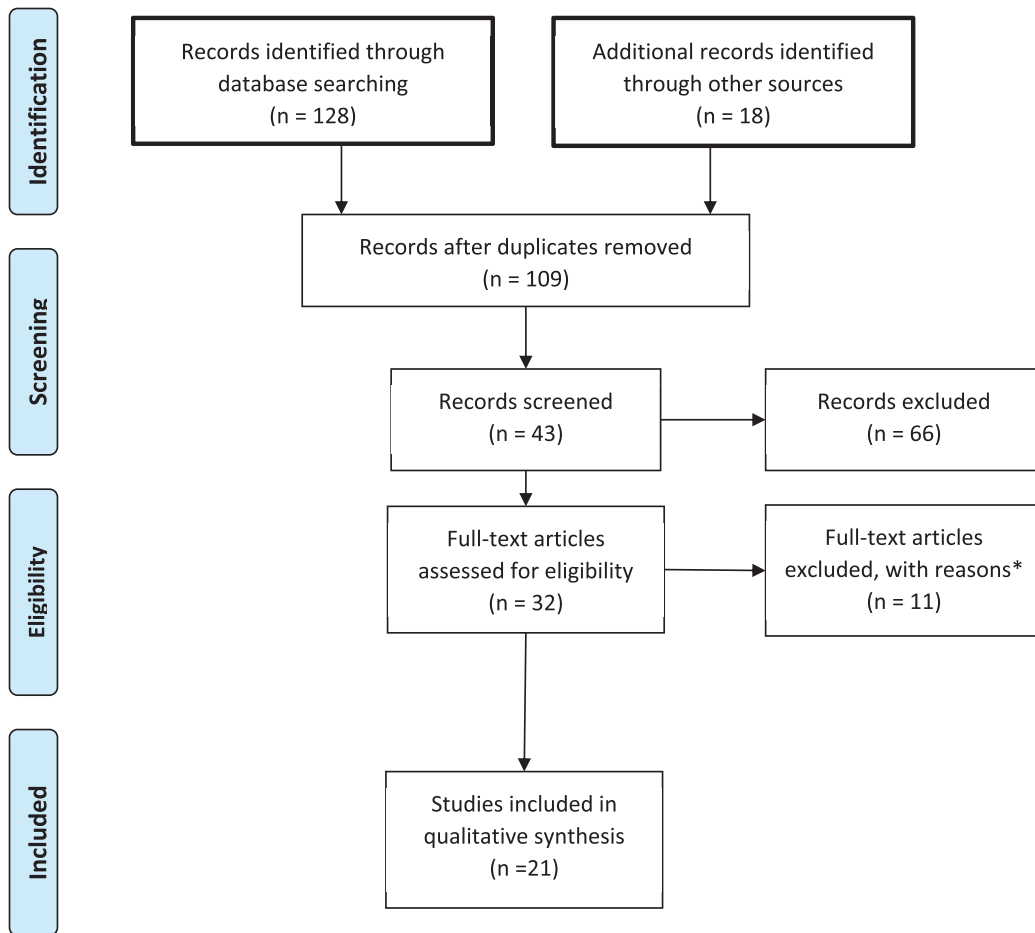 Identification
Records identified through
database searching
(n = 128)
Additional records identified
through other sources
(n = 18)
Records after duplicates removed
(n = 109)
Screening
Records screened
(n = 43)
Records excluded
(n = 66)
Eligibility
Full-text articles
assessed for eligibility
(n = 32)
Full-text articles
excluded, with reasons*
(n = 11)
Included
Studies included in
qualitative synthesis
(n =21)